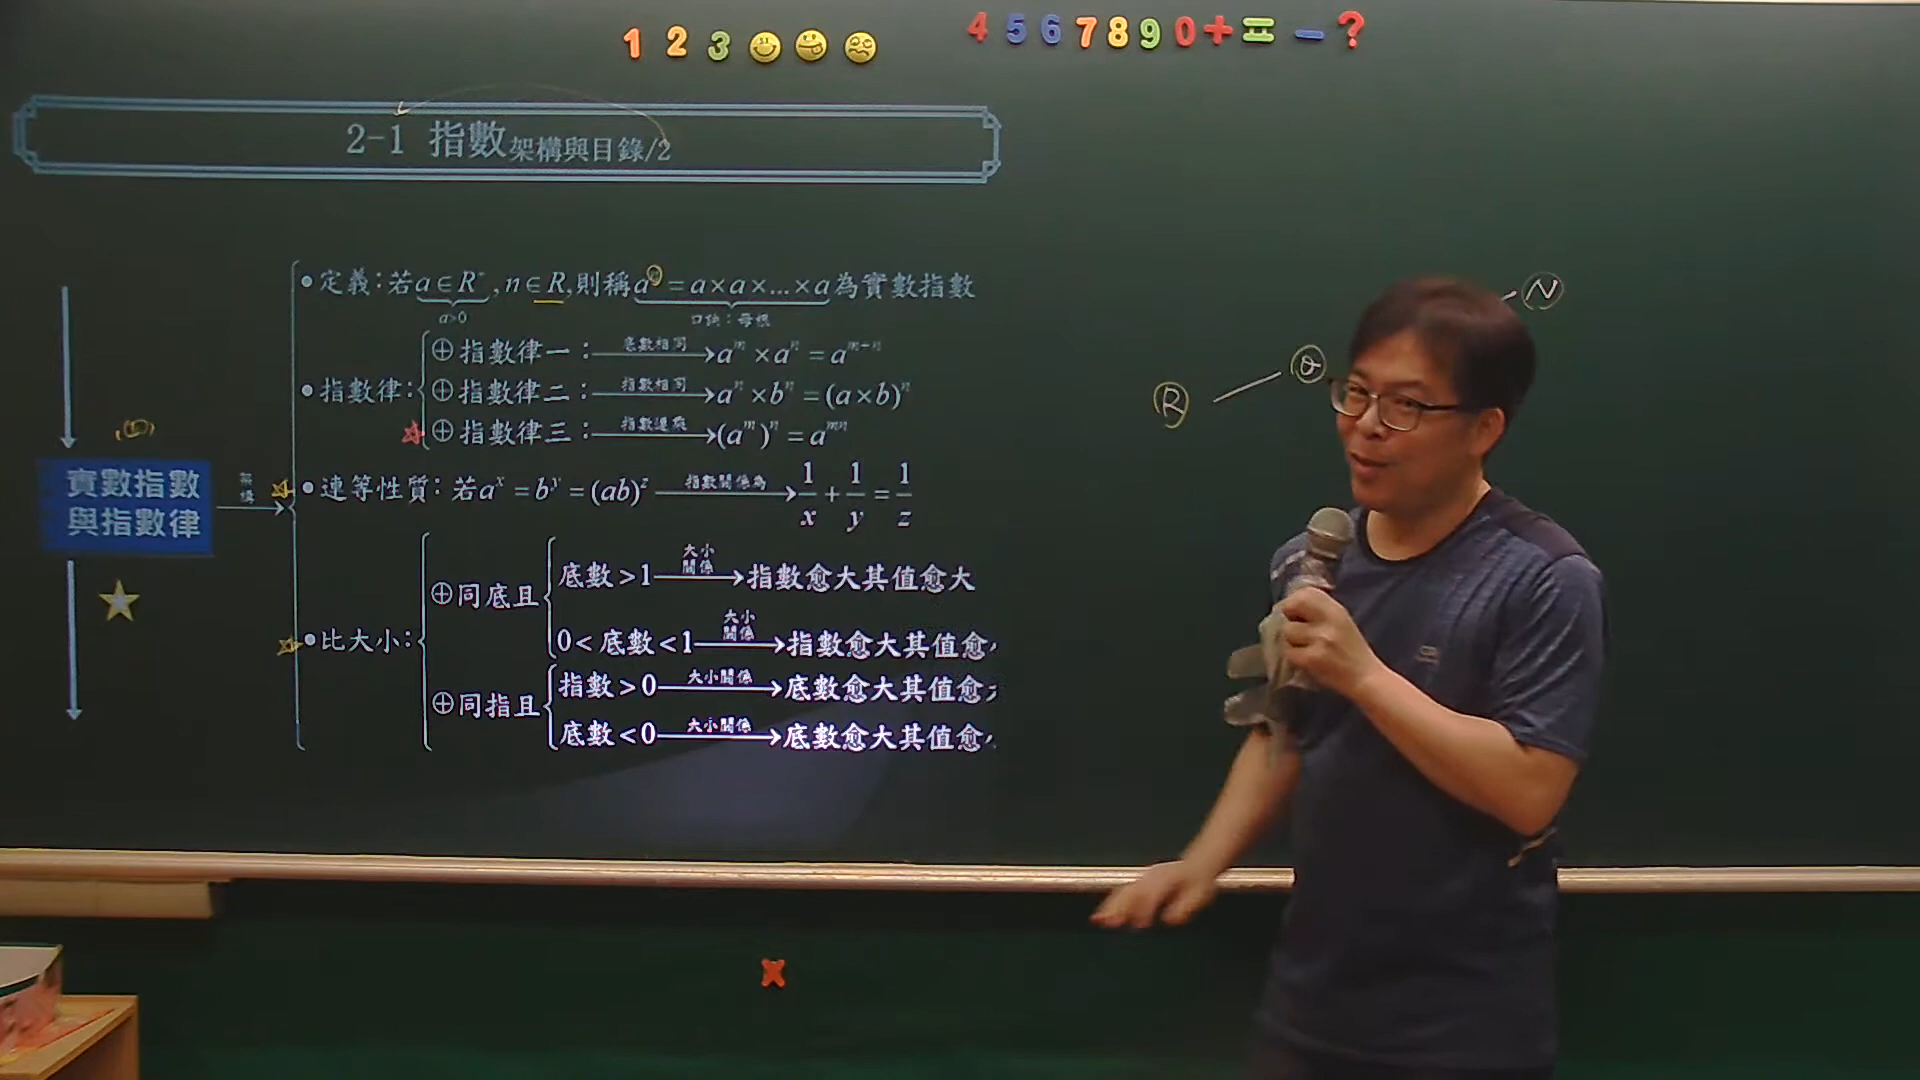 1 2 3 4 5 6 7 8 9 0 + = − ?
2-1 指數架構與目錄/2
•定義:若a∈R⁺,n∈R,則稱aⁿ=a×a×...×a為實數指數
a>0
•指數律:
⊕指數律一: 底數相同 aᵐ×aⁿ=aᵐ⁺ⁿ
⊕指數律二: 指數相同 aⁿ×bⁿ=(a×b)ⁿ
⊕指數律三: 指數遇乘 (aᵐ)ⁿ=aᵐⁿ
實數指數
與指數律
架構
•連等性質:若aˣ=bʸ=(ab)ᶻ 指數關係為 1/x+1/y=1/z
•比大小:
⊕同底且
底數>1 大小關係 指數愈大其值愈大
0<底數<1 大小關係 指數愈大其值愈
⊕同指且
指數>0 大小關係 底數愈大其值愈
底數<0 大小關係 底數愈大其值愈
R
Q
N
x